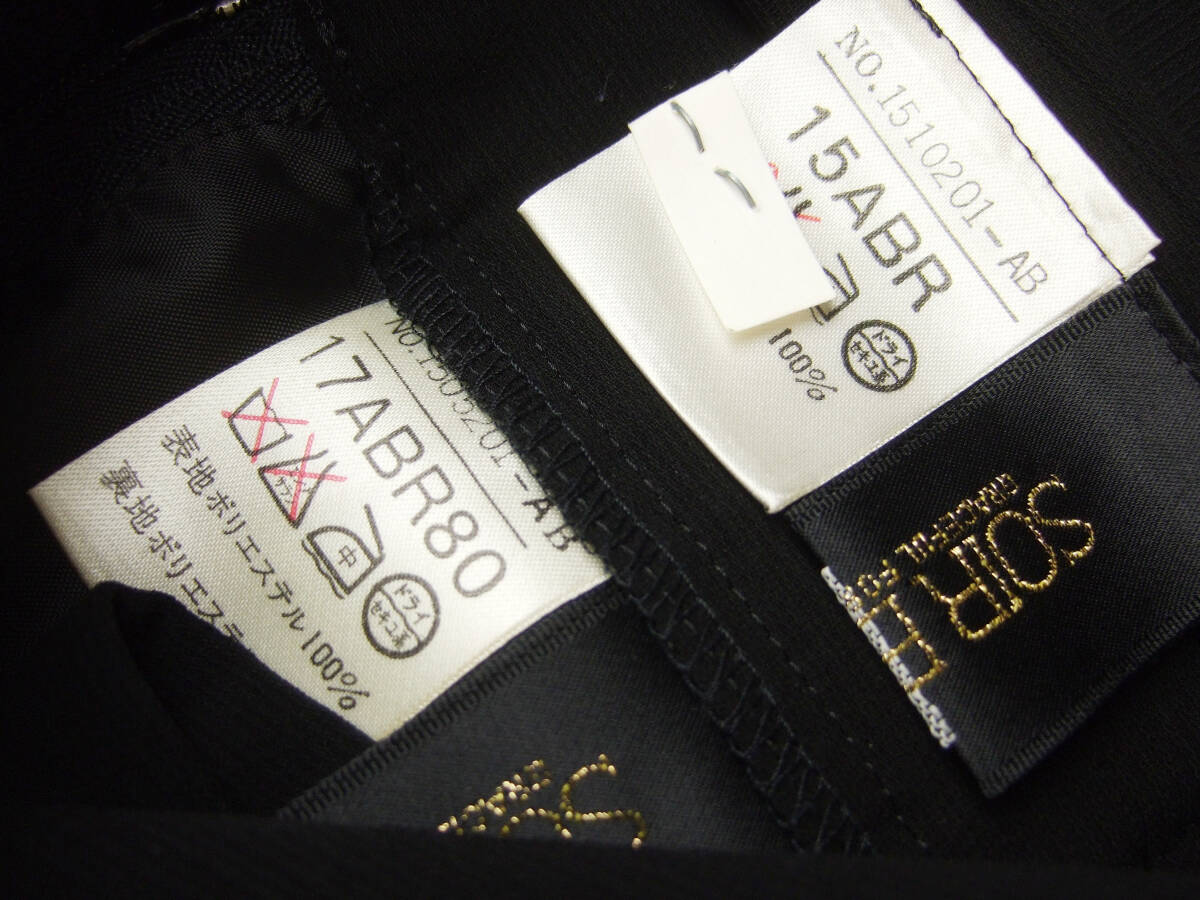 NO.1510201-AB
15ABR
ドライ
セキユ系
100%
SOIR
NO.1505201-AB
17ABR80
中
ドライ
セキユ系
表地ポリエステル100%
裏地ポリエステ